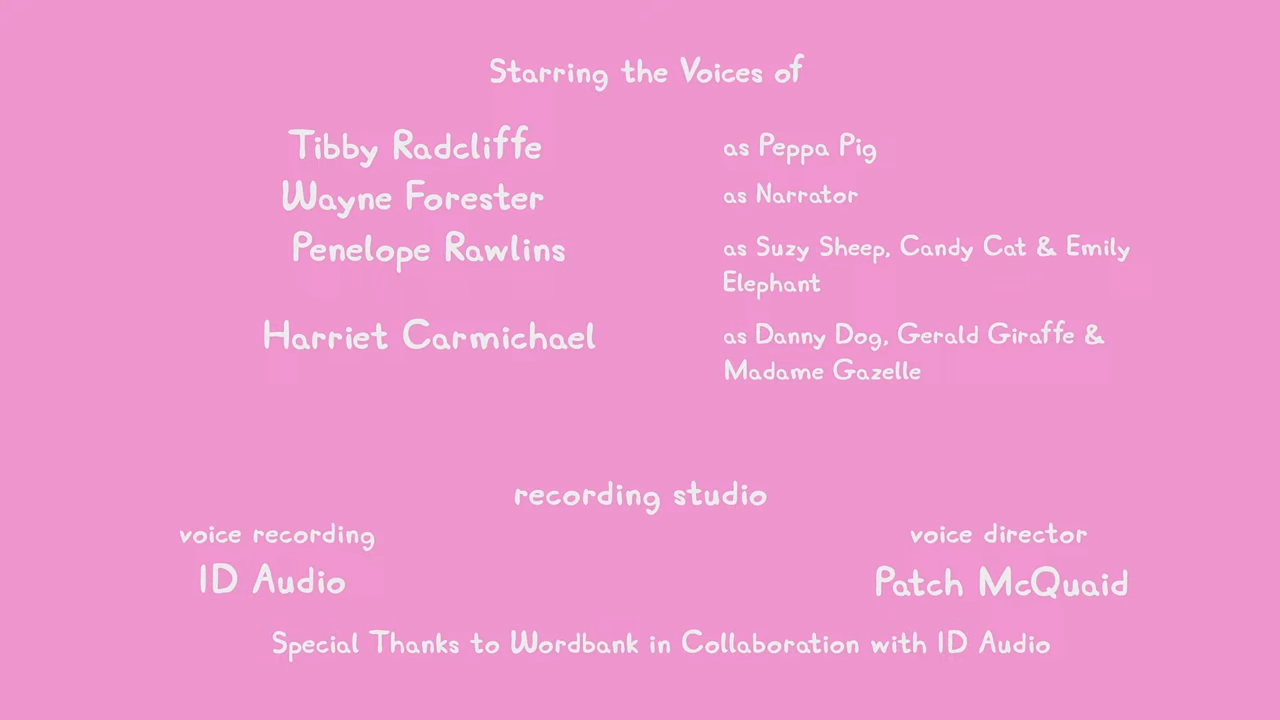 Starring the Voices of
Tibby Radcliffe as Peppa Pig
Wayne Forester as Narrator
Penelope Rawlins as Suzy Sheep, Candy Cat & Emily
Elephant
Harriet Carmichael as Danny Dog, Gerald Giraffe &
Madame Gazelle
recording studio
voice recording voice director
ID Audio Patch McQuaid
Special Thanks to Wordbank in Collaboration with ID Audio